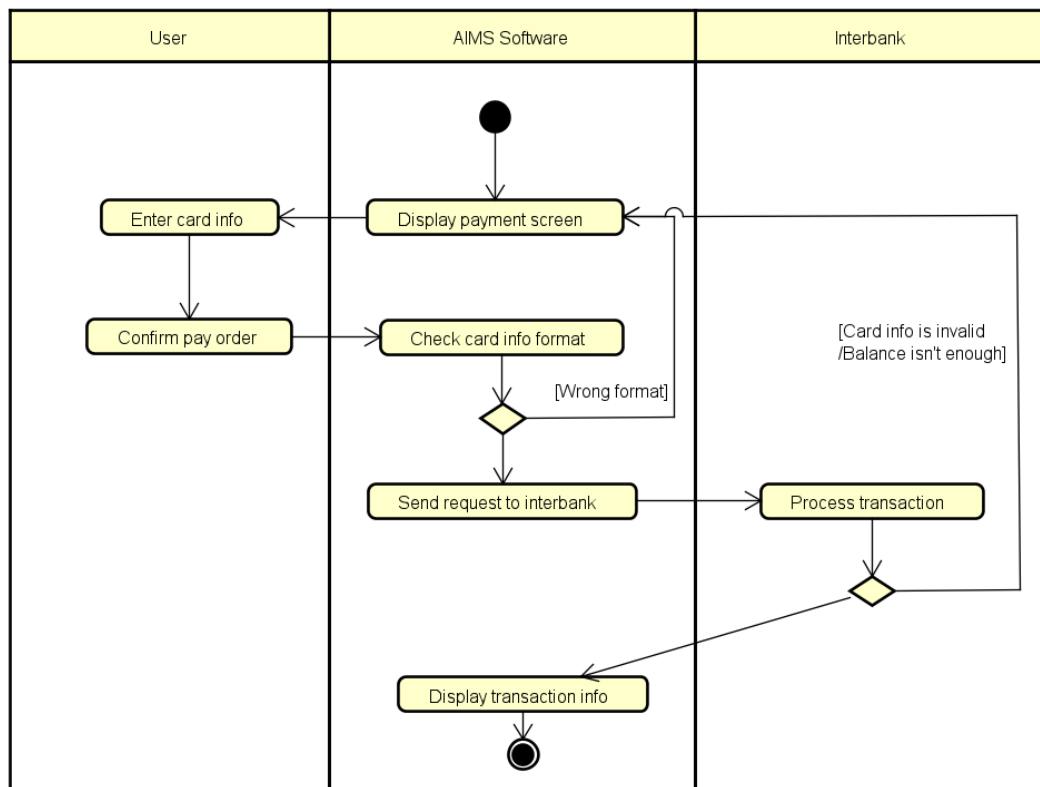 User
AIMS Software
Interbank
Enter card info
Display payment screen
Confirm pay order
Check card info format
[Card info is invalid
/Balance isn't enough]
[Wrong format]
Send request to interbank
Process transaction
Display transaction info